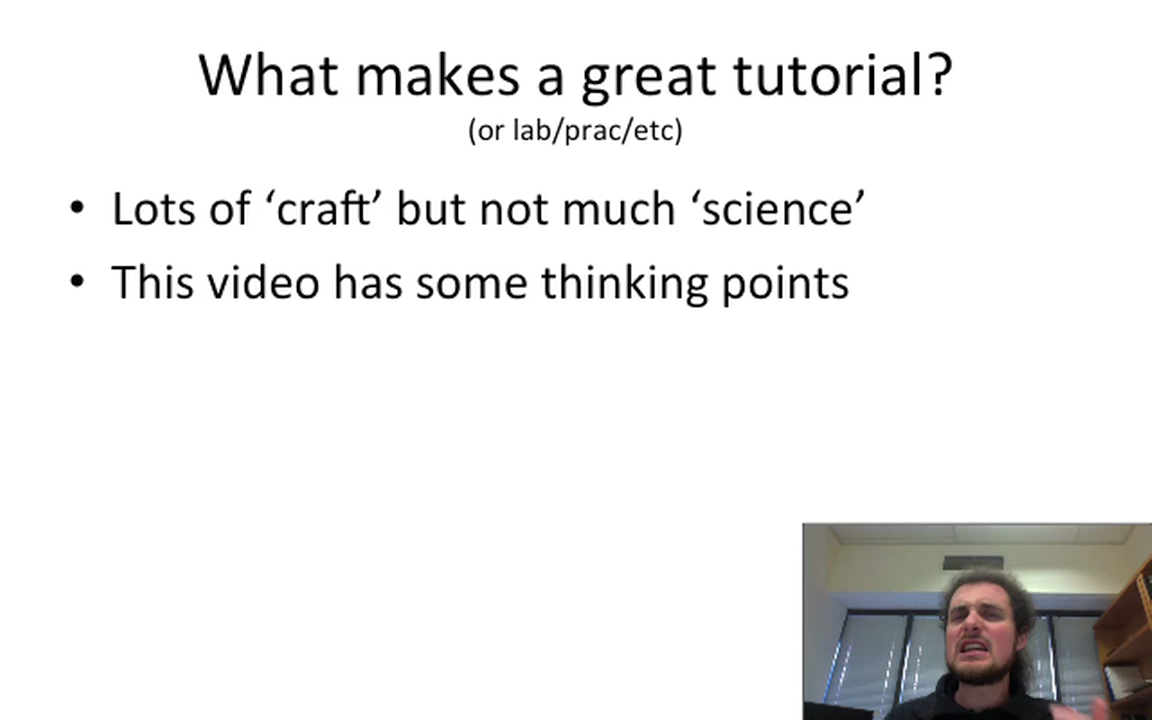 What makes a great tutorial?
(or lab/prac/etc)
• Lots of ‘craft’ but not much ‘science’
• This video has some thinking points